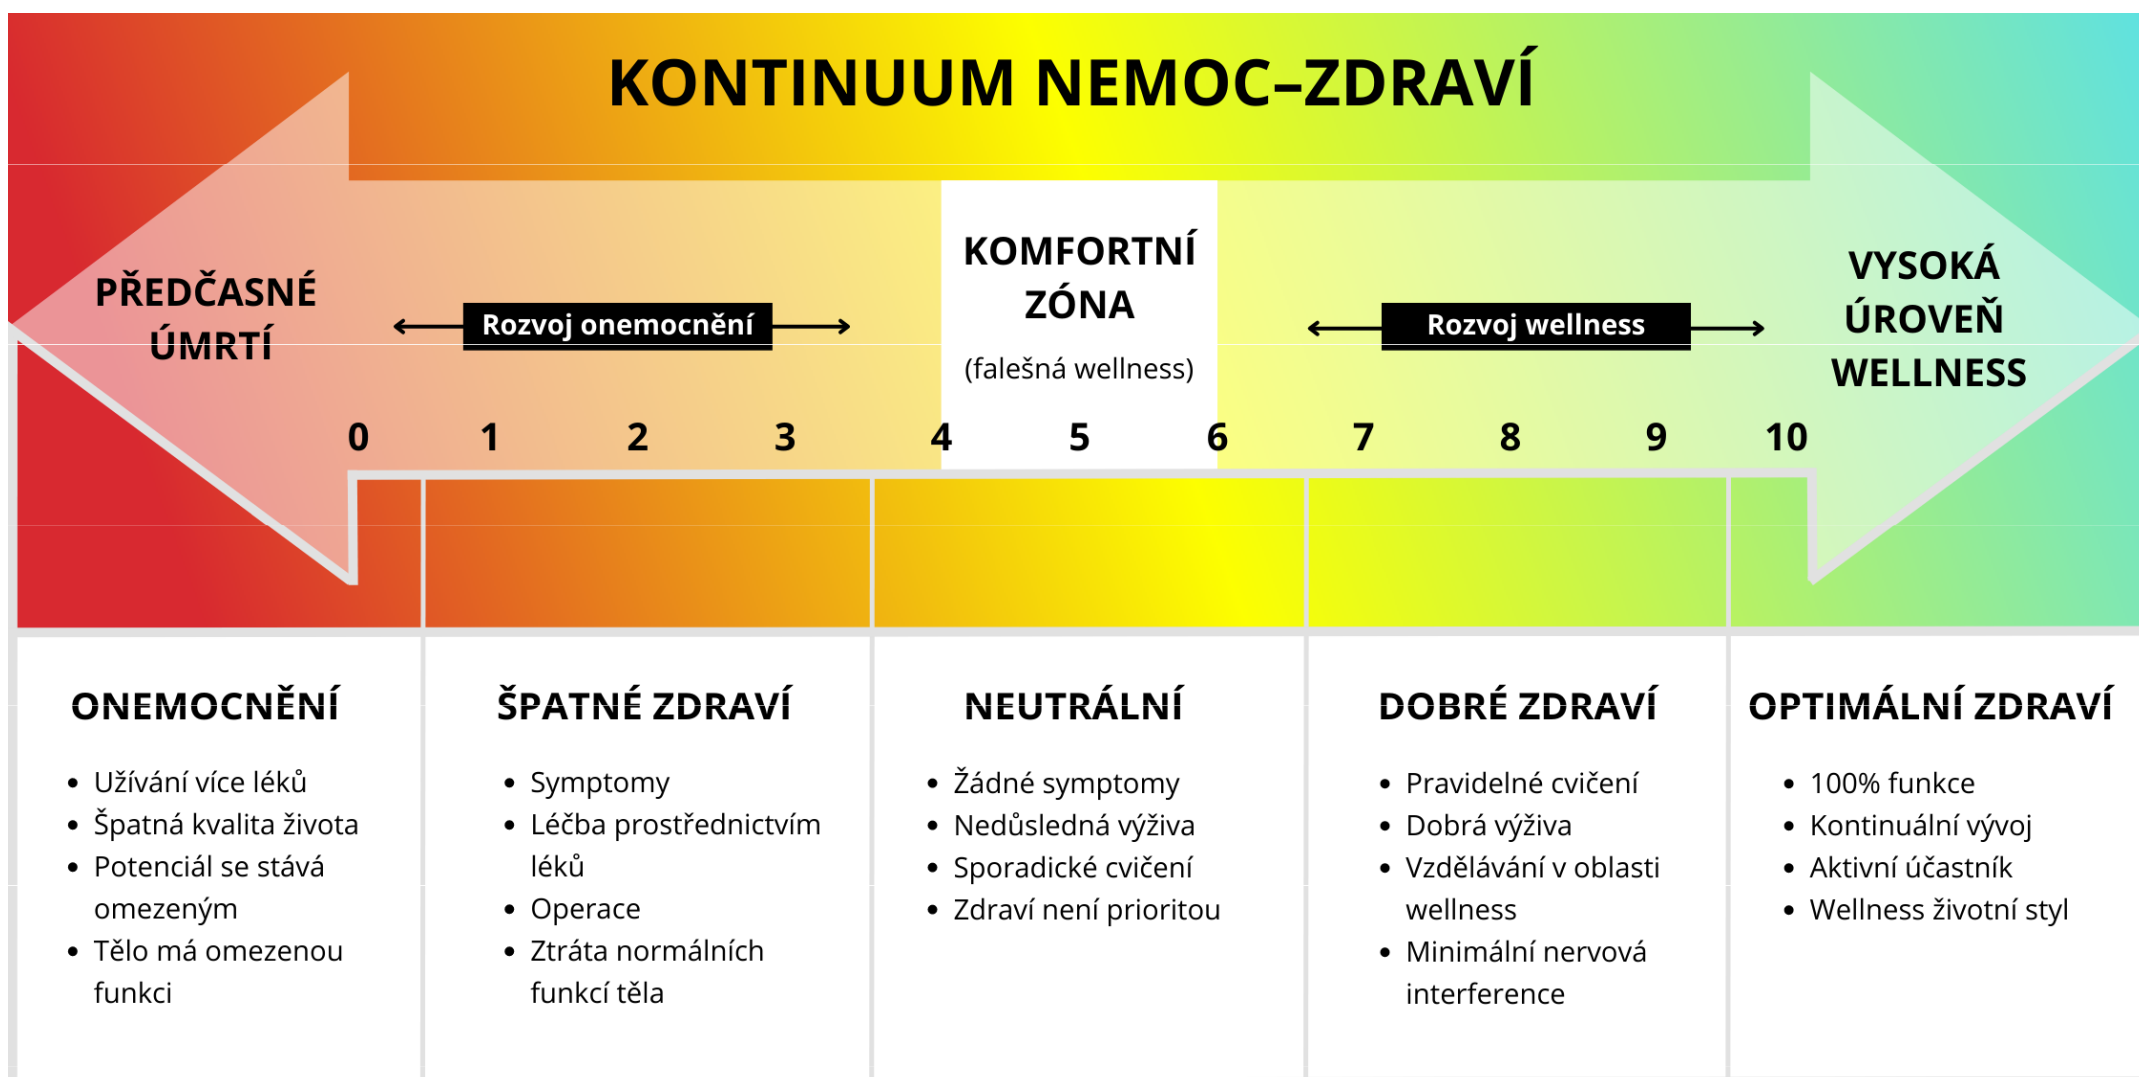 KONTINUUM NEMOC–ZDRAVÍ
PŘEDČASNÉ
ÚMRTÍ
Rozvoj onemocnění
KOMFORTNÍ
ZÓNA
(falešná wellness)
Rozvoj wellness
VYSOKÁ
ÚROVEŇ
WELLNESS
0 1 2 3 4 5 6 7 8 9 10
ONEMOCNĚNÍ
• Užívání více léků
• Špatná kvalita života
• Potenciál se stává
omezeným
• Tělo má omezenou
funkci
ŠPATNÉ ZDRAVÍ
• Symptomy
• Léčba prostřednictvím
léků
• Operace
• Ztráta normálních
funkcí těla
NEUTRÁLNÍ
• Žádné symptomy
• Nedůsledná výživa
• Sporadické cvičení
• Zdraví není prioritou
DOBRÉ ZDRAVÍ
• Pravidelné cvičení
• Dobrá výživa
• Vzdělávání v oblasti
wellness
• Minimální nervová
interference
OPTIMÁLNÍ ZDRAVÍ
• 100% funkce
• Kontinuální vývoj
• Aktivní účastník
• Wellness životní styl